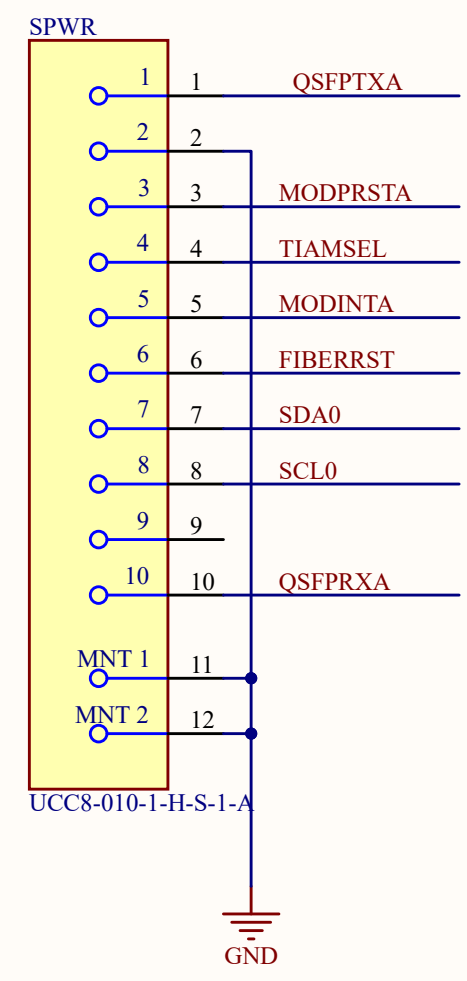 SPWR
1 1 QSFPTXA
2 2
3 3 MODPRSTA
4 4 TIAMSEL
5 5 MODINTA
6 6 FIBERRST
7 7 SDA0
8 8 SCL0
9 9
10 10 QSFPRXA
MNT 1 11
MNT 2 12
UCC8-010-1-H-S-1-A
GND